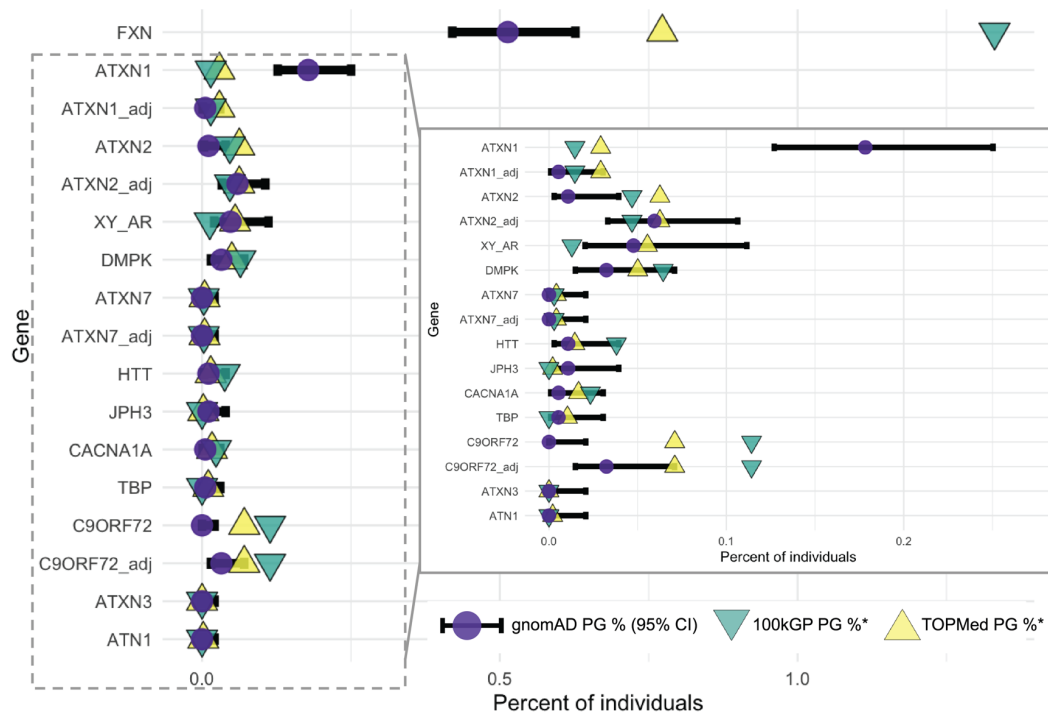 Gene
FXN
ATXN1
ATXN1_adj
ATXN2
ATXN2_adj
XY_AR
DMPK
ATXN7
ATXN7_adj
HTT
JPH3
CACNA1A
TBP
C9ORF72
C9ORF72_adj
ATXN3
ATN1
0.0 0.5 1.0
Percent of individuals
Gene
ATXN1
ATXN1_adj
ATXN2
ATXN2_adj
XY_AR
DMPK
ATXN7
ATXN7_adj
HTT
JPH3
CACNA1A
TBP
C9ORF72
C9ORF72_adj
ATXN3
ATN1
0.0 0.1 0.2
Percent of individuals
gnomAD PG % (95% CI) 100kGP PG %* TOPMed PG %*